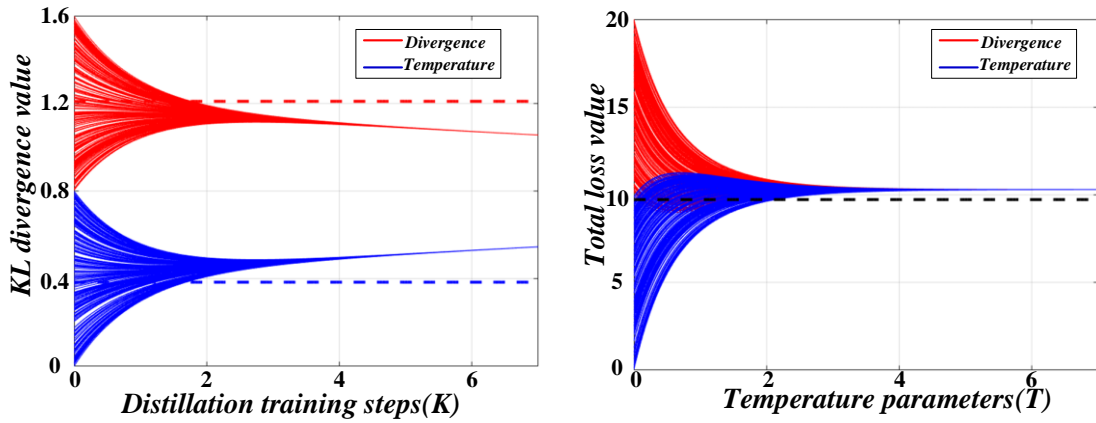 KL divergence value
1.6
1.2
0.8
0.4
0
Divergence
Temperature
0
2
4
6
Distillation training steps(K)
Total loss value
20
15
10
5
0
Divergence
Temperature
0
2
4
6
Temperature parameters(T)